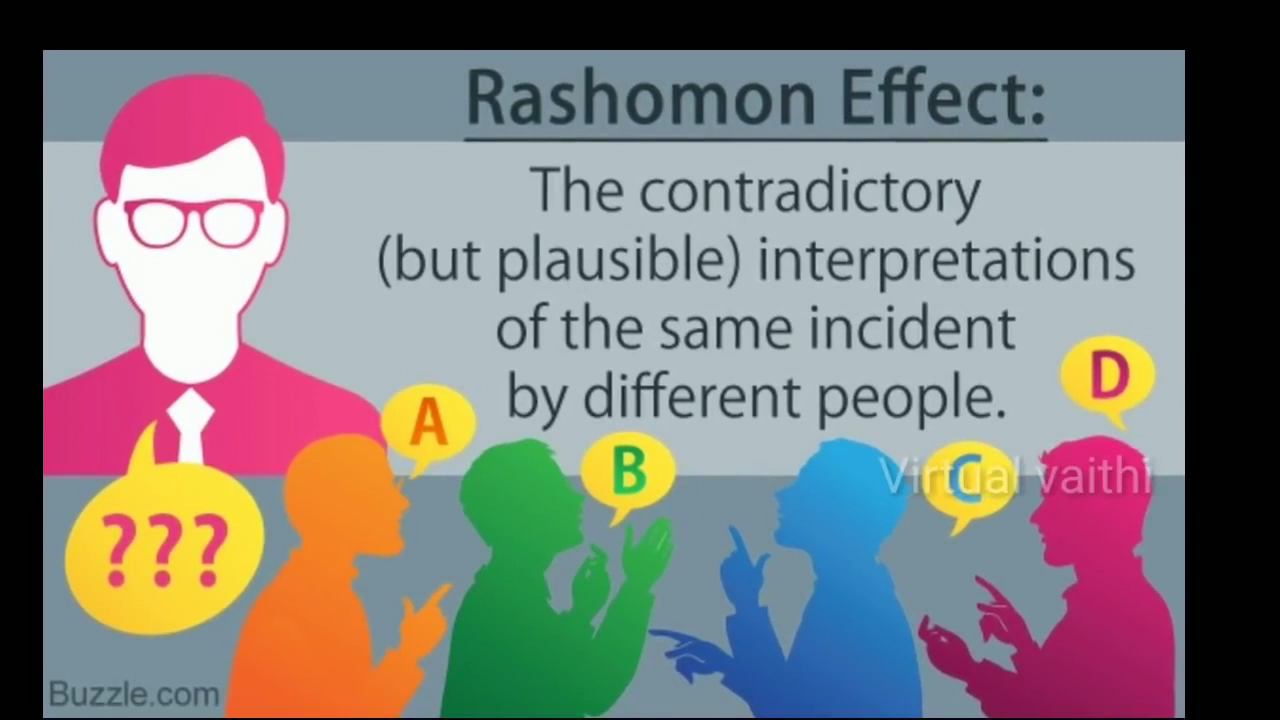 Rashomon Effect:
The contradictory
(but plausible) interpretations
of the same incident
by different people.
D
A
B
C
Virtual vaithi
???
Buzzle.com